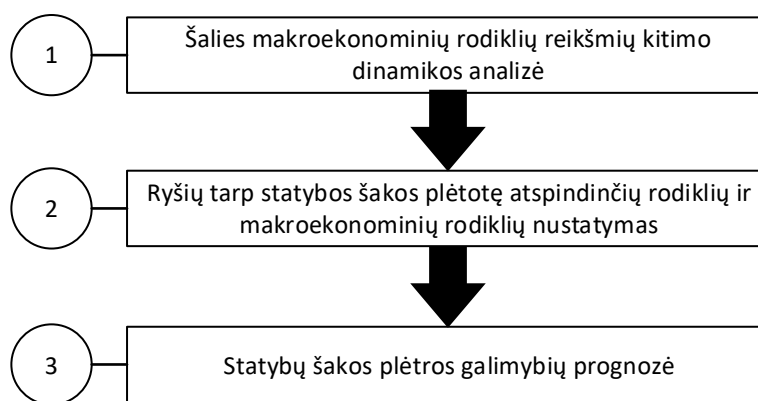 1
Šalies makroekonominių rodiklių reikšmių kitimo
dinamikos analizė
2
Ryšių tarp statybos šakos plėtotę atspindinčių rodiklių ir
makroekonominių rodiklių nustatymas
3
Statybų šakos plėtros galimybių prognozė